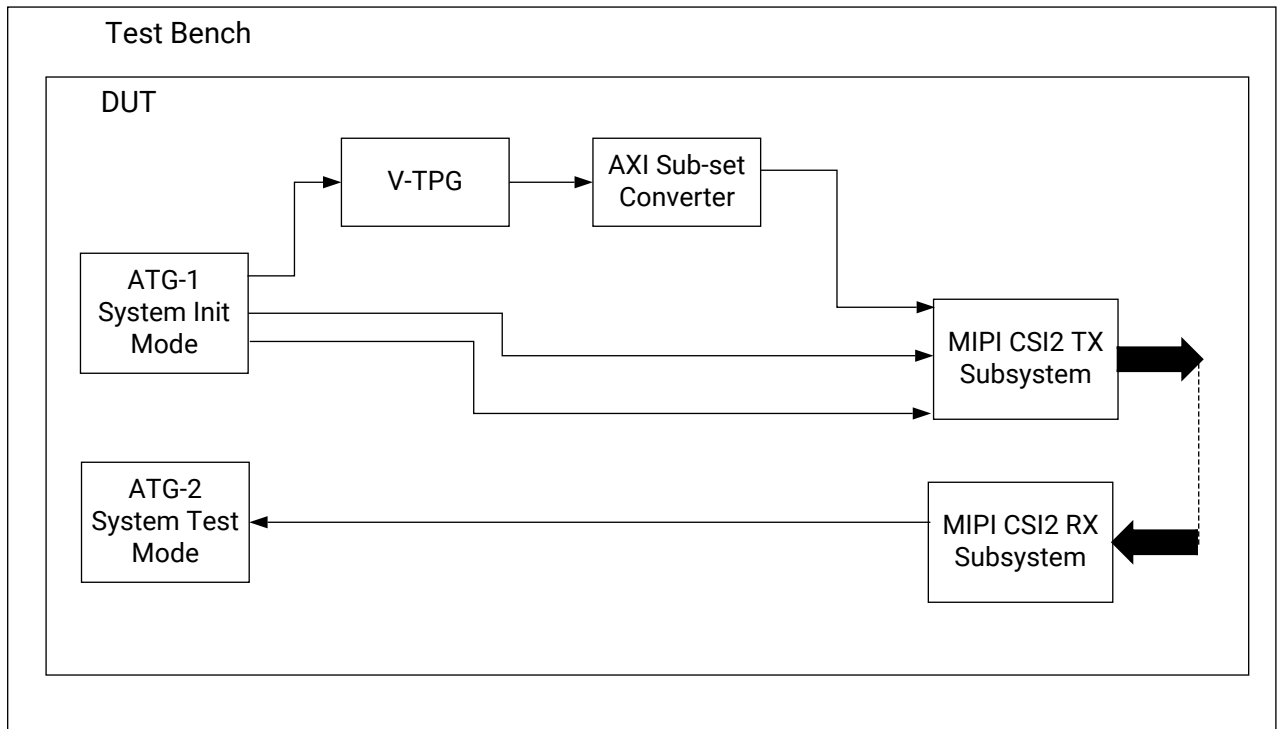 Test Bench
DUT
V-TPG
AXI Sub-set
Converter
ATG-1
System Init
Mode
MIPI CSI2 TX
Subsystem
ATG-2
System Test
Mode
MIPI CSI2 RX
Subsystem